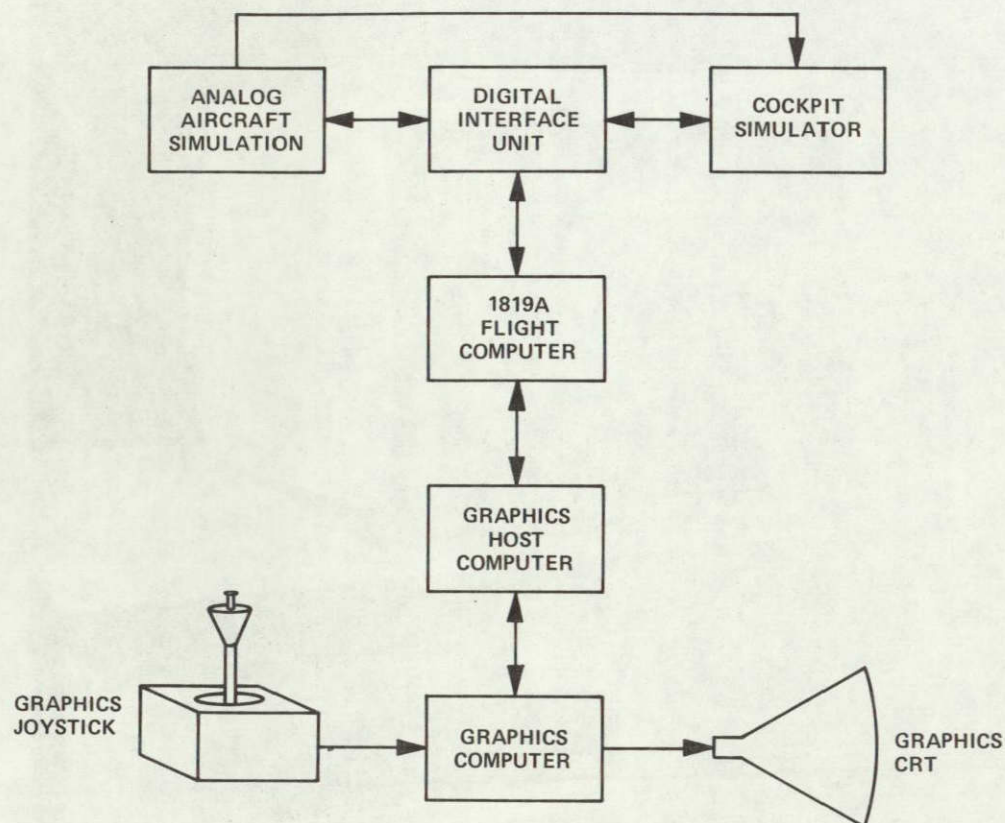 ANALOG
AIRCRAFT
SIMULATION
DIGITAL
INTERFACE
UNIT
COCKPIT
SIMULATOR
1819A
FLIGHT
COMPUTER
GRAPHICS
HOST
COMPUTER
GRAPHICS
JOYSTICK
GRAPHICS
COMPUTER
GRAPHICS
CRT